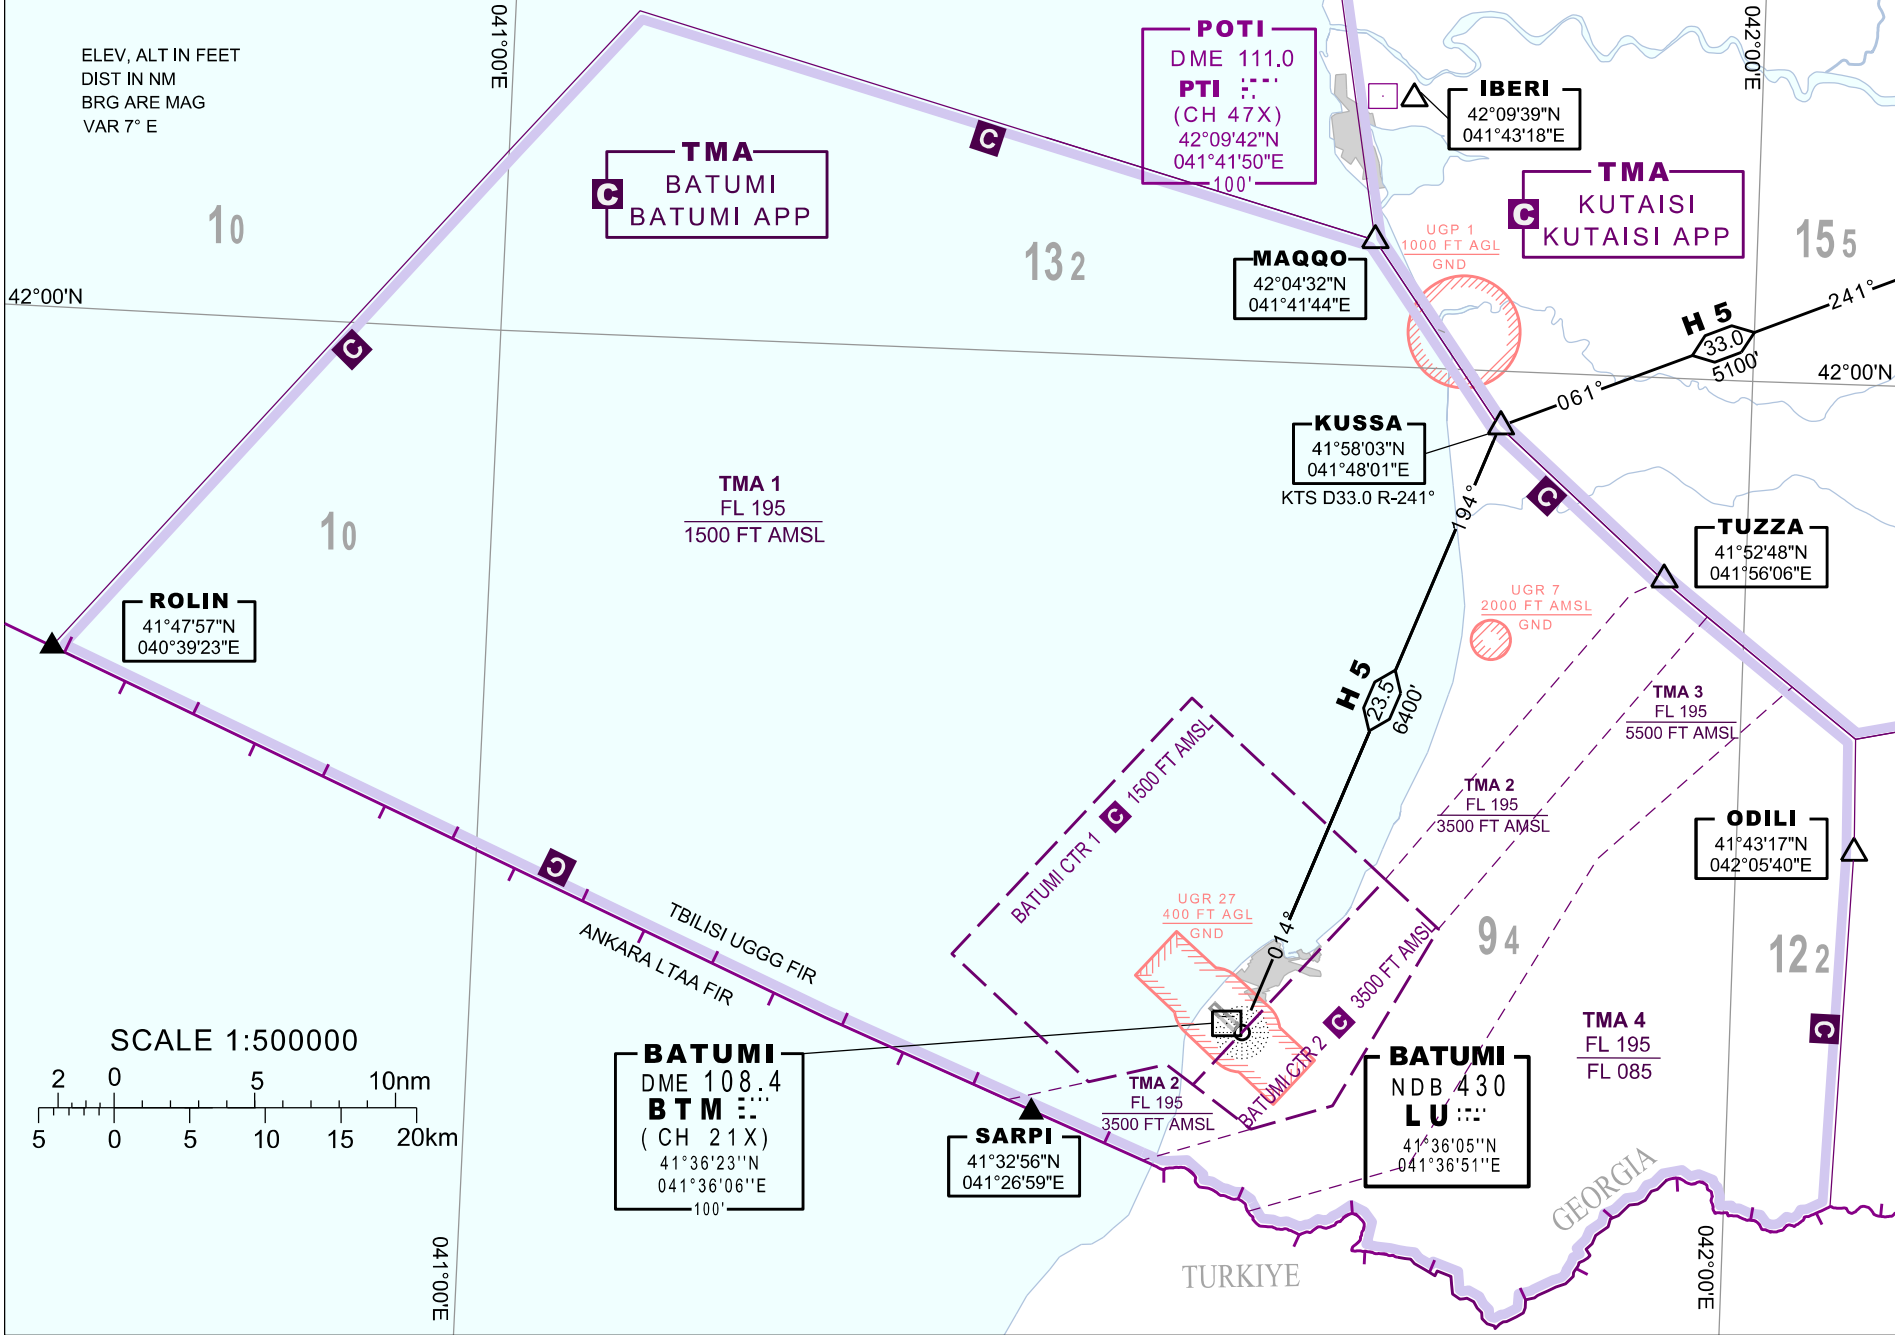 ELEV, ALT IN FEET
DIST IN NM
BRG ARE MAG
VAR 7° E
041°00'E
042°00'E
POTI
DME 111.0
PTI
(CH 47X)
42°09'42"N
041°41'50"E
100'
IBERI
42°09'39"N
041°43'18"E
TMA
C
BATUMI
BATUMI APP
C
TMA
C
KUTAISI
KUTAISI APP
10
132
155
UGP 1
1000 FT AGL
GND
MAQQO
42°04'32"N
041°41'44"E
42°00'N
C
H 5
33.0
5100'
241°
061°
42°00'N
KUSSA
41°58'03"N
041°48'01"E
KTS D33.0 R-241°
194°
C
TMA 1
FL 195
1500 FT AMSL
10
TUZZA
41°52'48"N
041°56'06"E
ROLIN
41°47'57"N
040°39'23"E
UGR 7
2000 FT AMSL
GND
H 5
23.5
6400'
TMA 3
FL 195
5500 FT AMSL
TMA 2
FL 195
3500 FT AMSL
ODILI
41°43'17"N
042°05'40"E
BATUMI CTR 1 C 1500 FT AMSL
C
UGR 27
400 FT AGL
GND
014°
94
122
TBILISI UGGG FIR
ANKARA LTAA FIR
BATUMI CTR 2 C 3500 FT AMSL
C
SCALE 1:500000
2 0 5 10nm
5 0 5 10 15 20km
BATUMI
DME 108.4
BTM
( CH 21X)
41°36'23''N
041°36'06''E
100'
TMA 2
FL 195
3500 FT AMSL
SARPI
41°32'56"N
041°26'59"E
BATUMI
NDB 430
LU
41°36'05''N
041°36'51''E
TMA 4
FL 195
FL 085
GEORGIA
TURKIYE
041°00'E
042°00'E